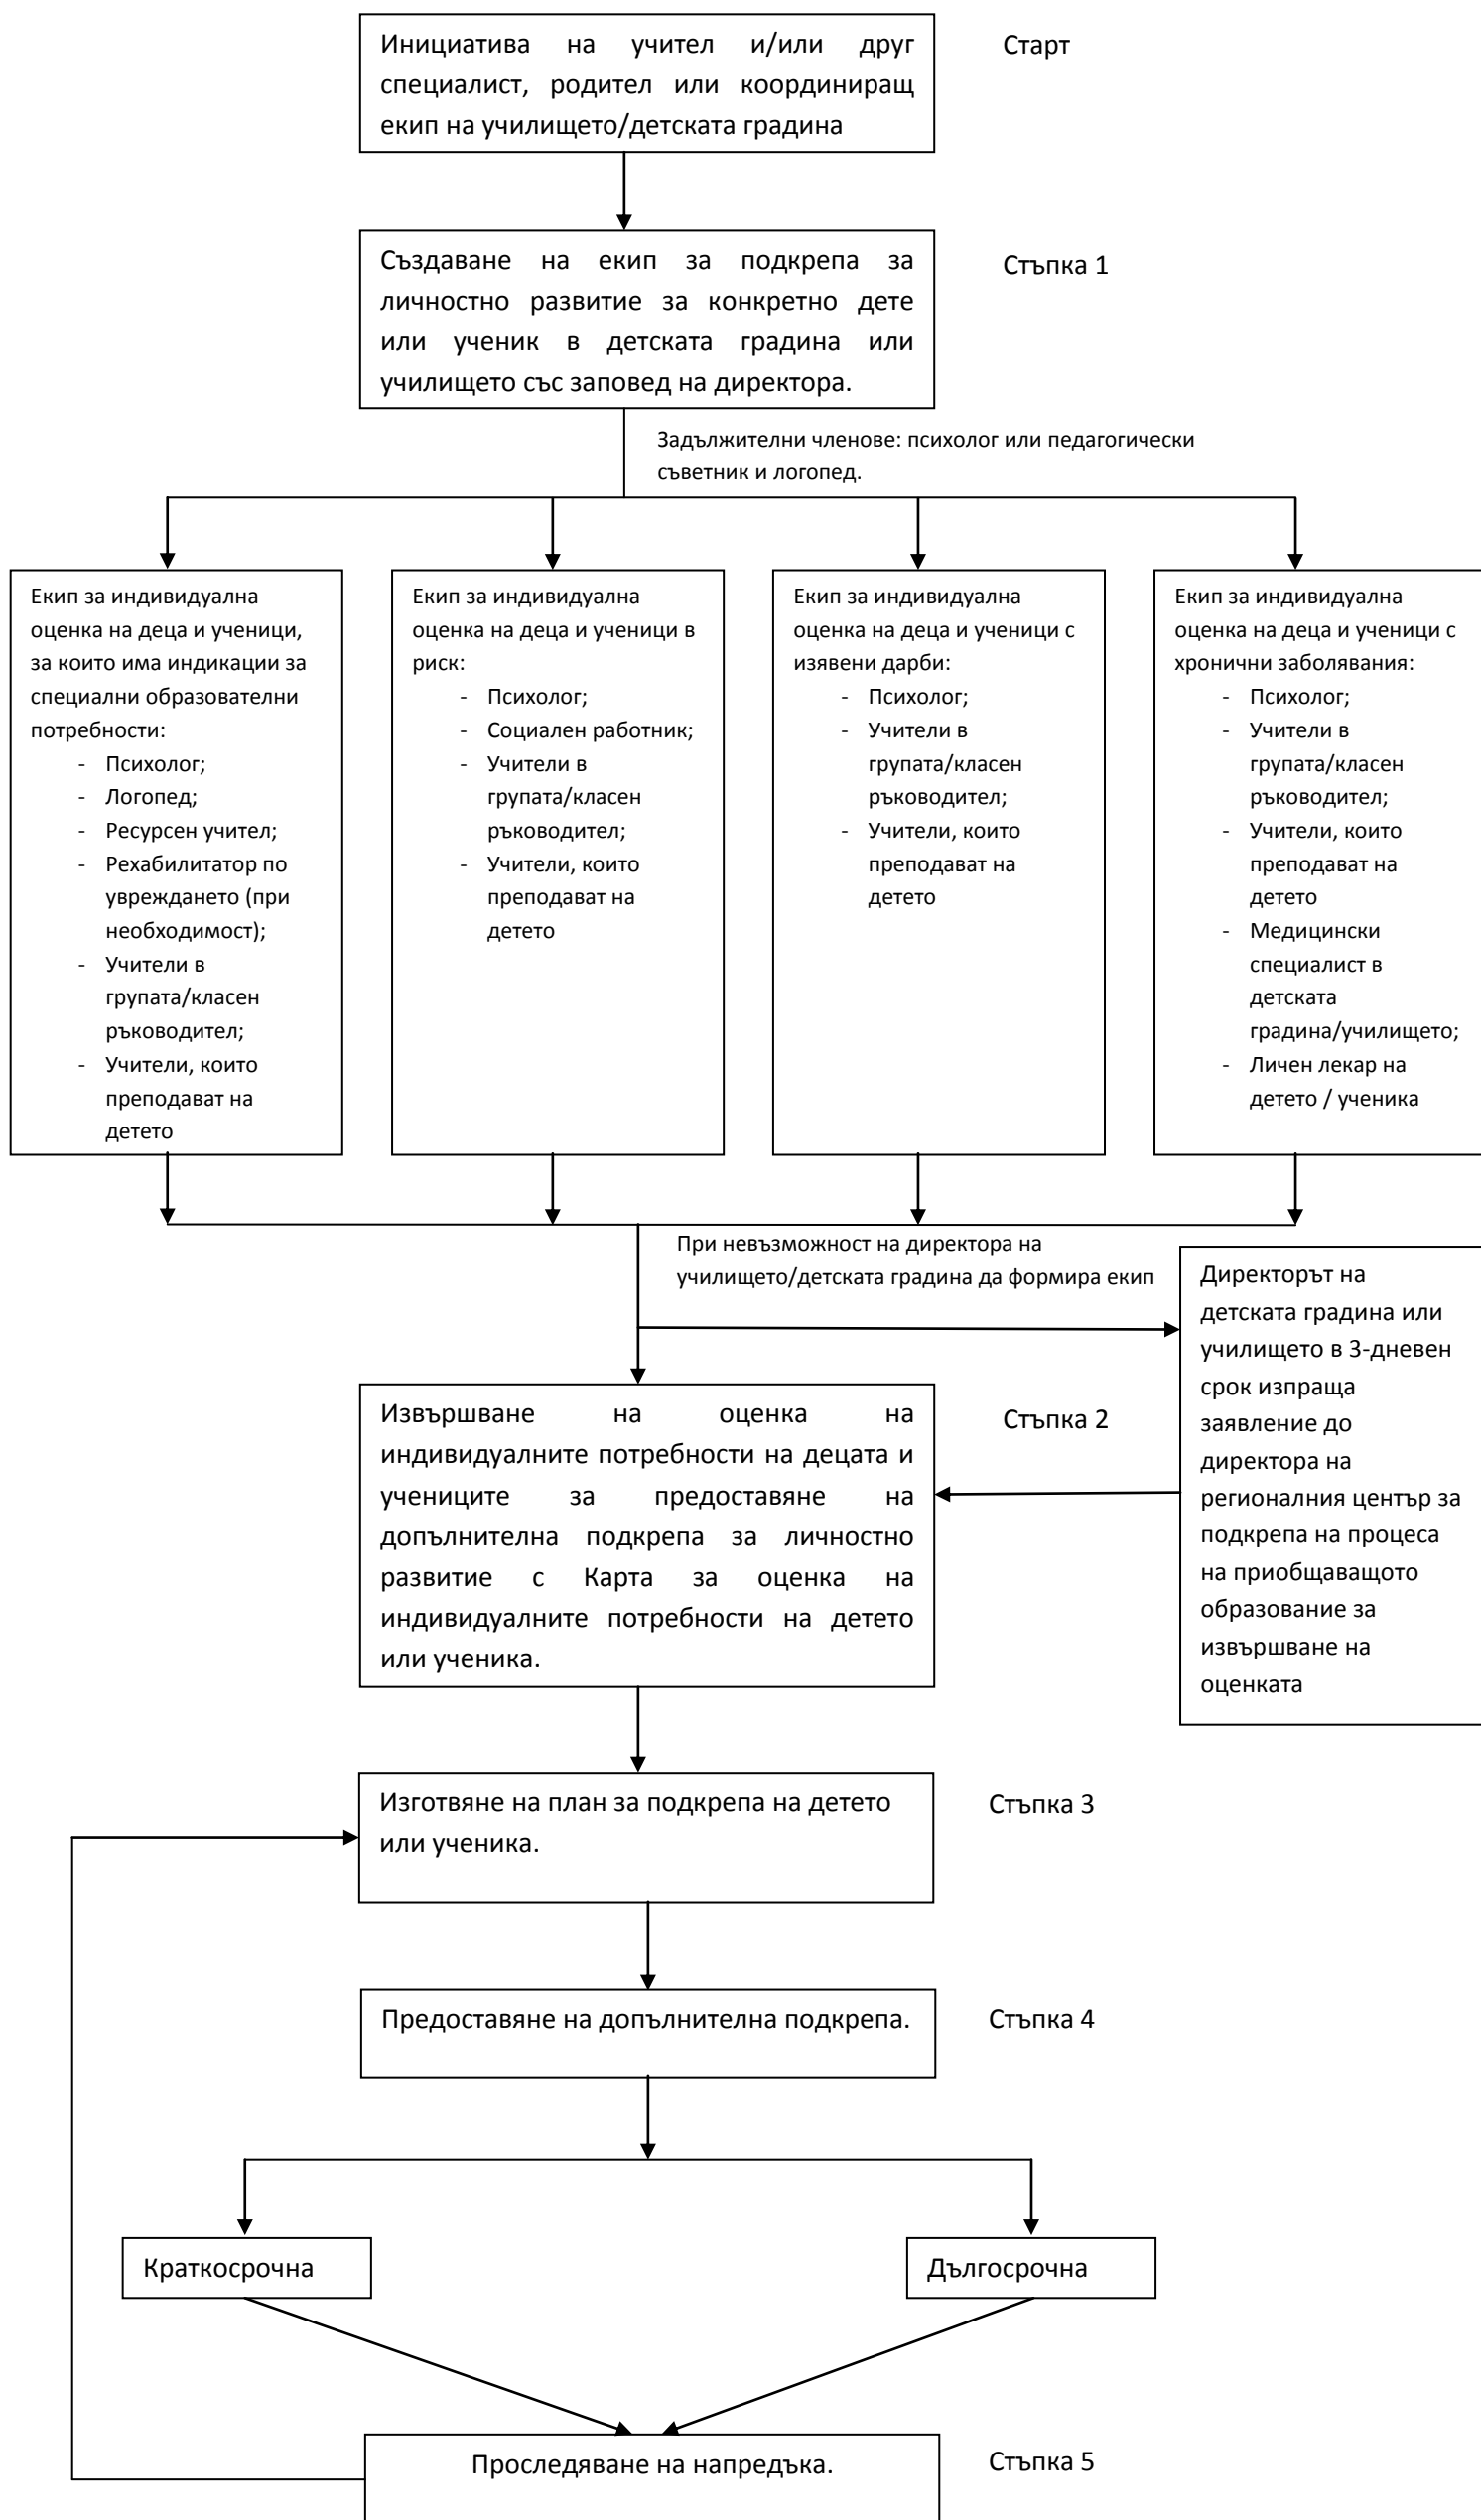 Инициатива на учител и/или друг
специалист, родител или координиращ
екип на училището/детската градина
Старт
Създаване на екип за подкрепа за
личностно развитие за конкретно дете
или ученик в детската градина или
училището със заповед на директора.
Стъпка 1
Задължителни членове: психолог или педагогически
съветник и логопед.
Екип за индивидуална
оценка на деца и ученици,
за които има индикации за
специални образователни
потребности:
- Психолог;
- Логопед;
- Ресурсен учител;
- Рехабилитатор по
увреждането (при
необходимост);
- Учители в
групата/класен
ръководител;
- Учители, които
преподават на
детето
Екип за индивидуална
оценка на деца и ученици в
риск:
- Психолог;
- Социален работник;
- Учители в
групата/класен
ръководител;
- Учители, които
преподават на
детето
Екип за индивидуална
оценка на деца и ученици с
изявени дарби:
- Психолог;
- Учители в
групата/класен
ръководител;
- Учители, които
преподават на
детето
Екип за индивидуална
оценка на деца и ученици с
хронични заболявания:
- Психолог;
- Учители в
групата/класен
ръководител;
- Учители, които
преподават на
детето
- Медицински
специалист в
детската
градина/училището;
- Личен лекар на
детето / ученика
При невъзможност на директора на
училището/детската градина да формира екип
Директорът на
детската градина или
училището в 3-дневен
срок изпраща
заявление до
директора на
регионалния център за
подкрепа на процеса
на приобщаващото
образование за
извършване на
оценката
Извършване на оценка на
индивидуалните потребности на децата и
учениците за предоставяне на
допълнителна подкрепа за личностно
развитие с Карта за оценка на
индивидуалните потребности на детето
или ученика.
Стъпка 2
Изготвяне на план за подкрепа на детето
или ученика.
Стъпка 3
Предоставяне на допълнителна подкрепа.
Стъпка 4
Краткосрочна
Дългосрочна
Проследяване на напредъка.
Стъпка 5